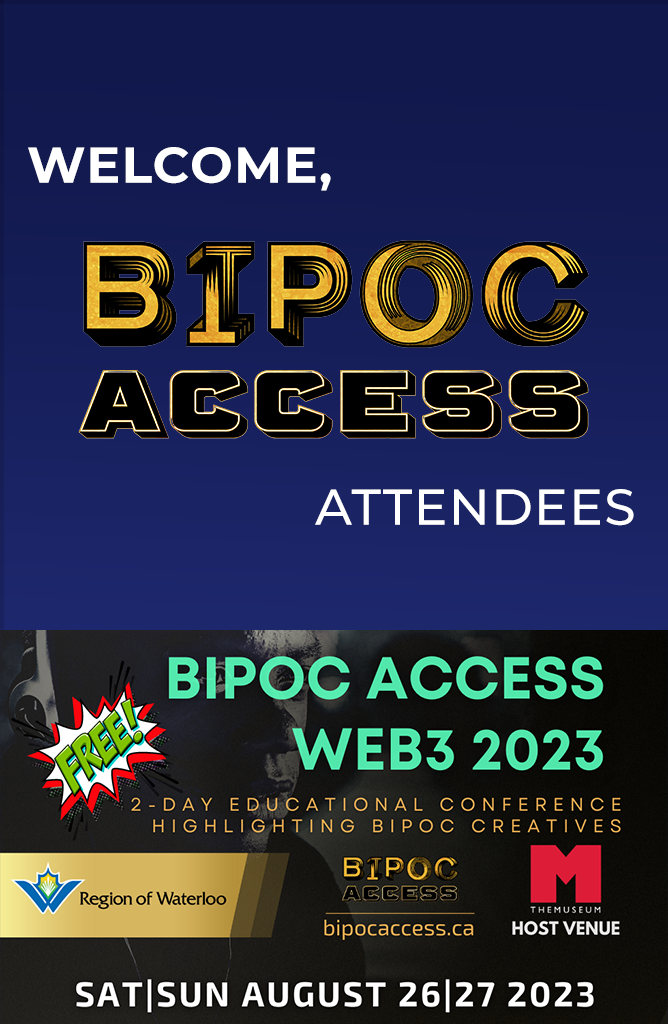 WELCOME,
BIPOC
ACCESS
ATTENDEES
BIPOC ACCESS
WEB3 2023
FREE!
2-DAY EDUCATIONAL CONFERENCE
HIGHLIGHTING BIPOC CREATIVES
Region of Waterloo
BIPOC
ACCESS
bipocaccess.ca
M
THEMUSEUM
HOST VENUE
SAT|SUN AUGUST 26|27 2023